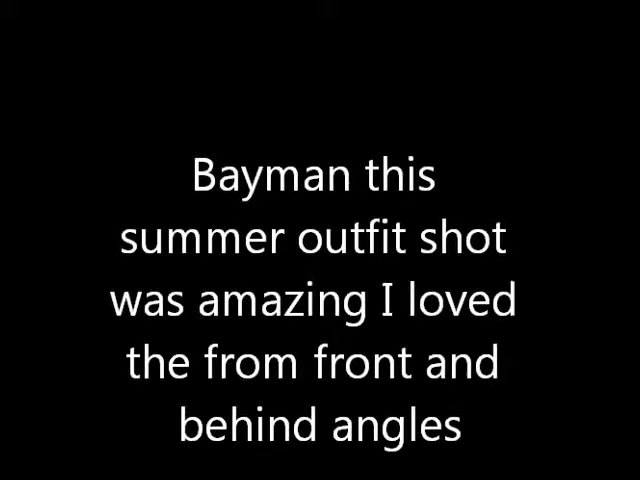 Bayman this
summer outfit shot
was amazing I loved
the from front and
behind angles